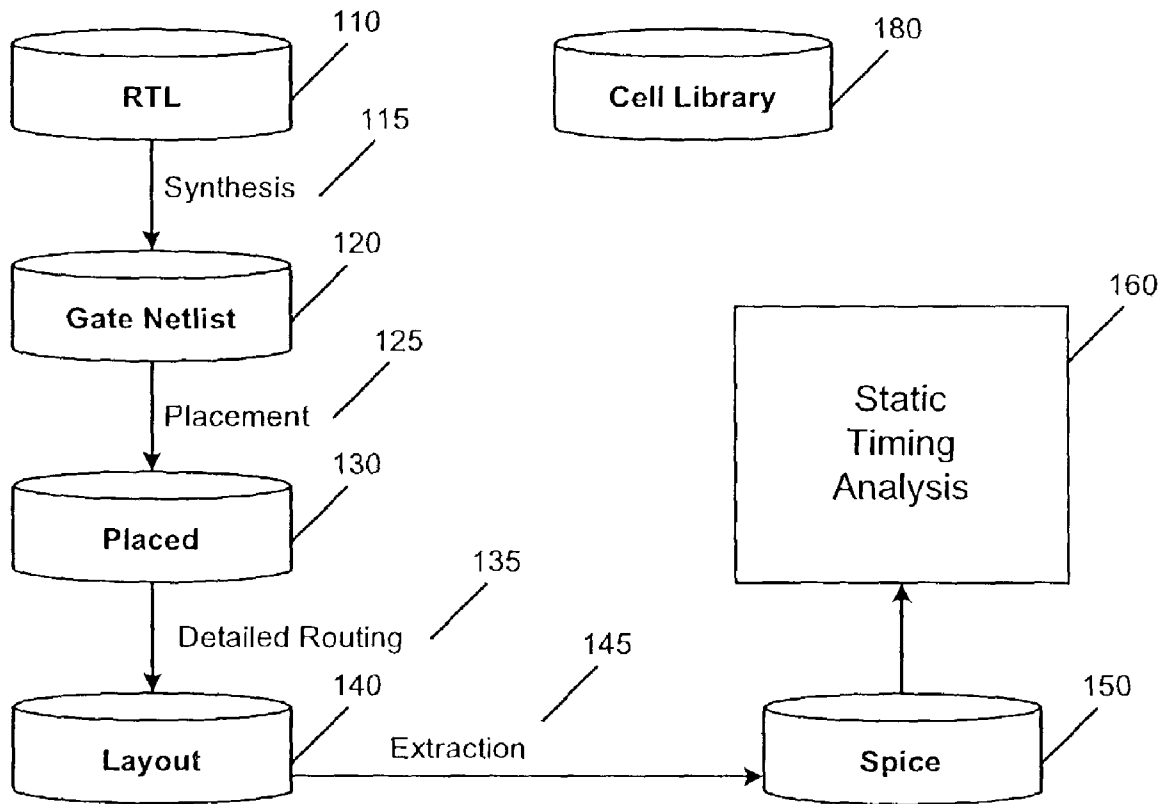 110
RTL
180
Cell Library
115
Synthesis
120
Gate Netlist
125
Placement
130
Placed
135
Detailed Routing
140
Layout
145
Extraction
150
Spice
160
Static
Timing
Analysis